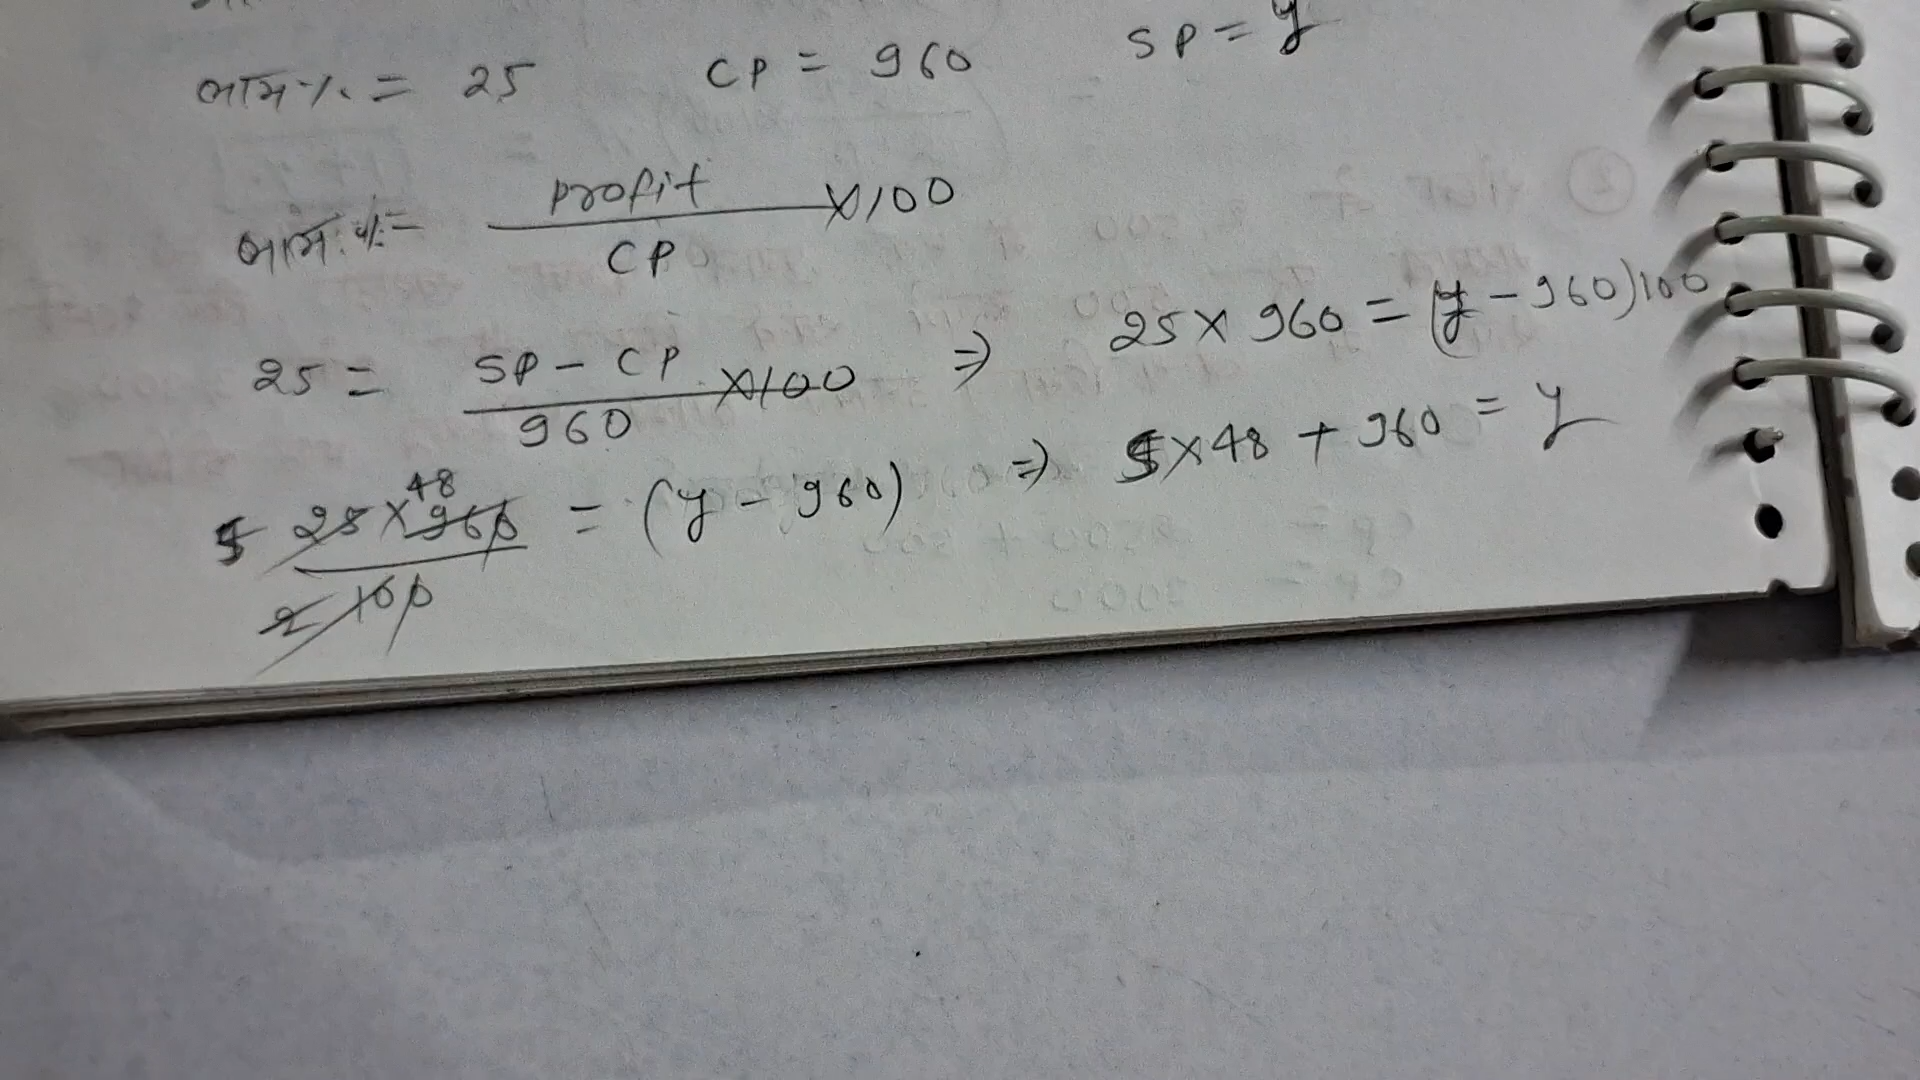 लाभ% = 25 CP = 960 SP = y
लाभ% = profit/CP ×100
25 = SP - CP/960 ×100 ⇒ 25 × 960 = (y - 960)100
5 25 × 960 48/2 100 = (y - 960) ⇒ 5×48 + 960 = y